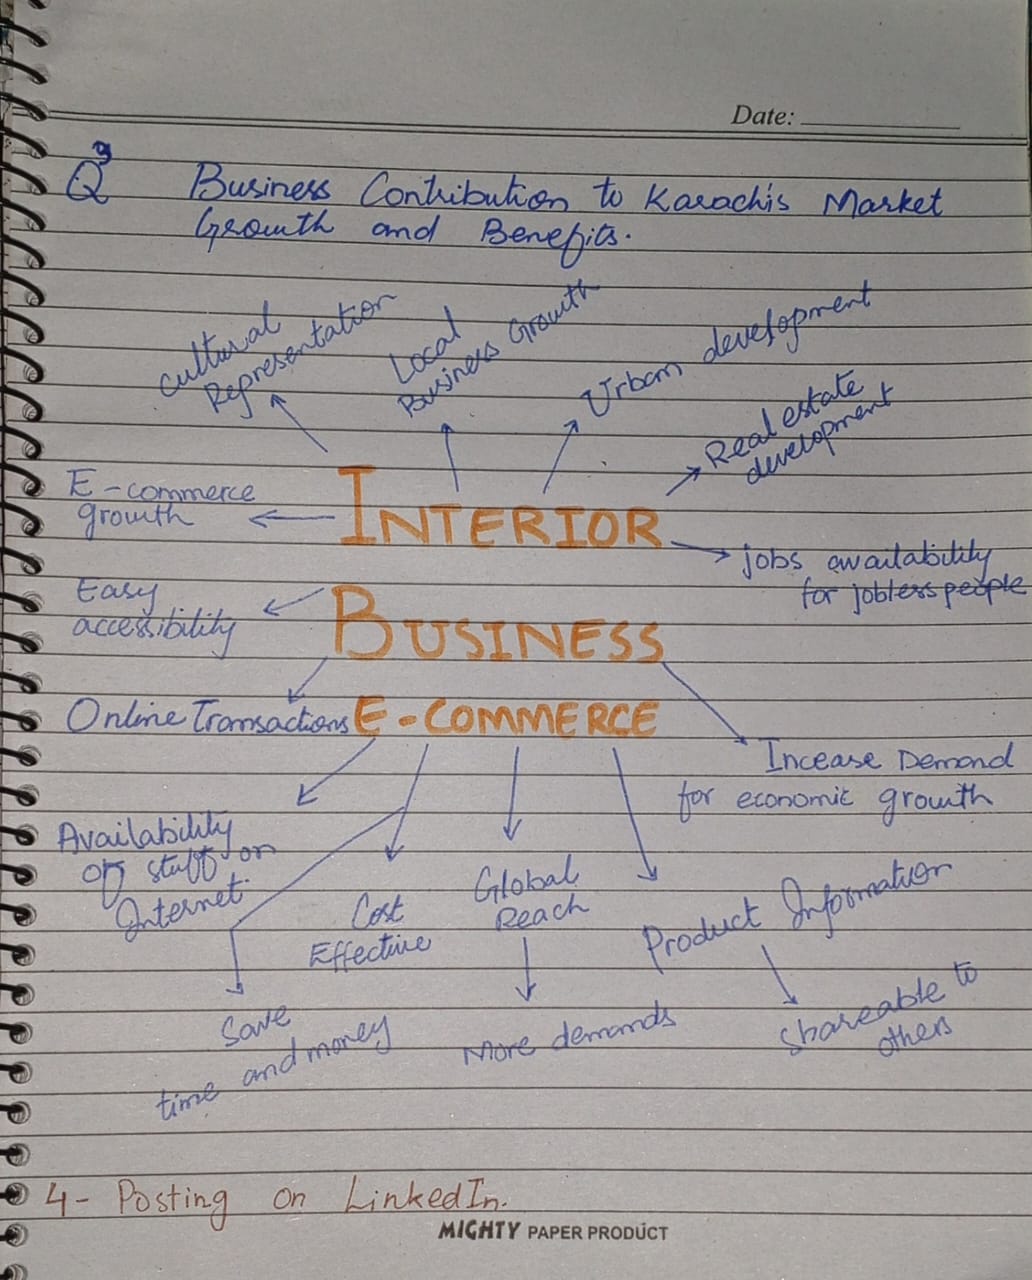 Date:
Q3 Business Contribution to Karachi's Market
Growth and Benefits.
Cultural
Representation
Local
Business Growth
Urban development
Real estate
development
E-commerce
growth
INTERIOR
jobs availability
for jobless people
Easy
accessibility
BUSINESS
Online Transactions
E-COMMERCE
Incease Demand
for economic growth
Availability
of stuff on
Internet.
Cost
Effective
Global
Reach
Product Information
Save
time and money
More demands
Shareable to
others
4- Posting on LinkedIn.
MIGHTY PAPER PRODUCT